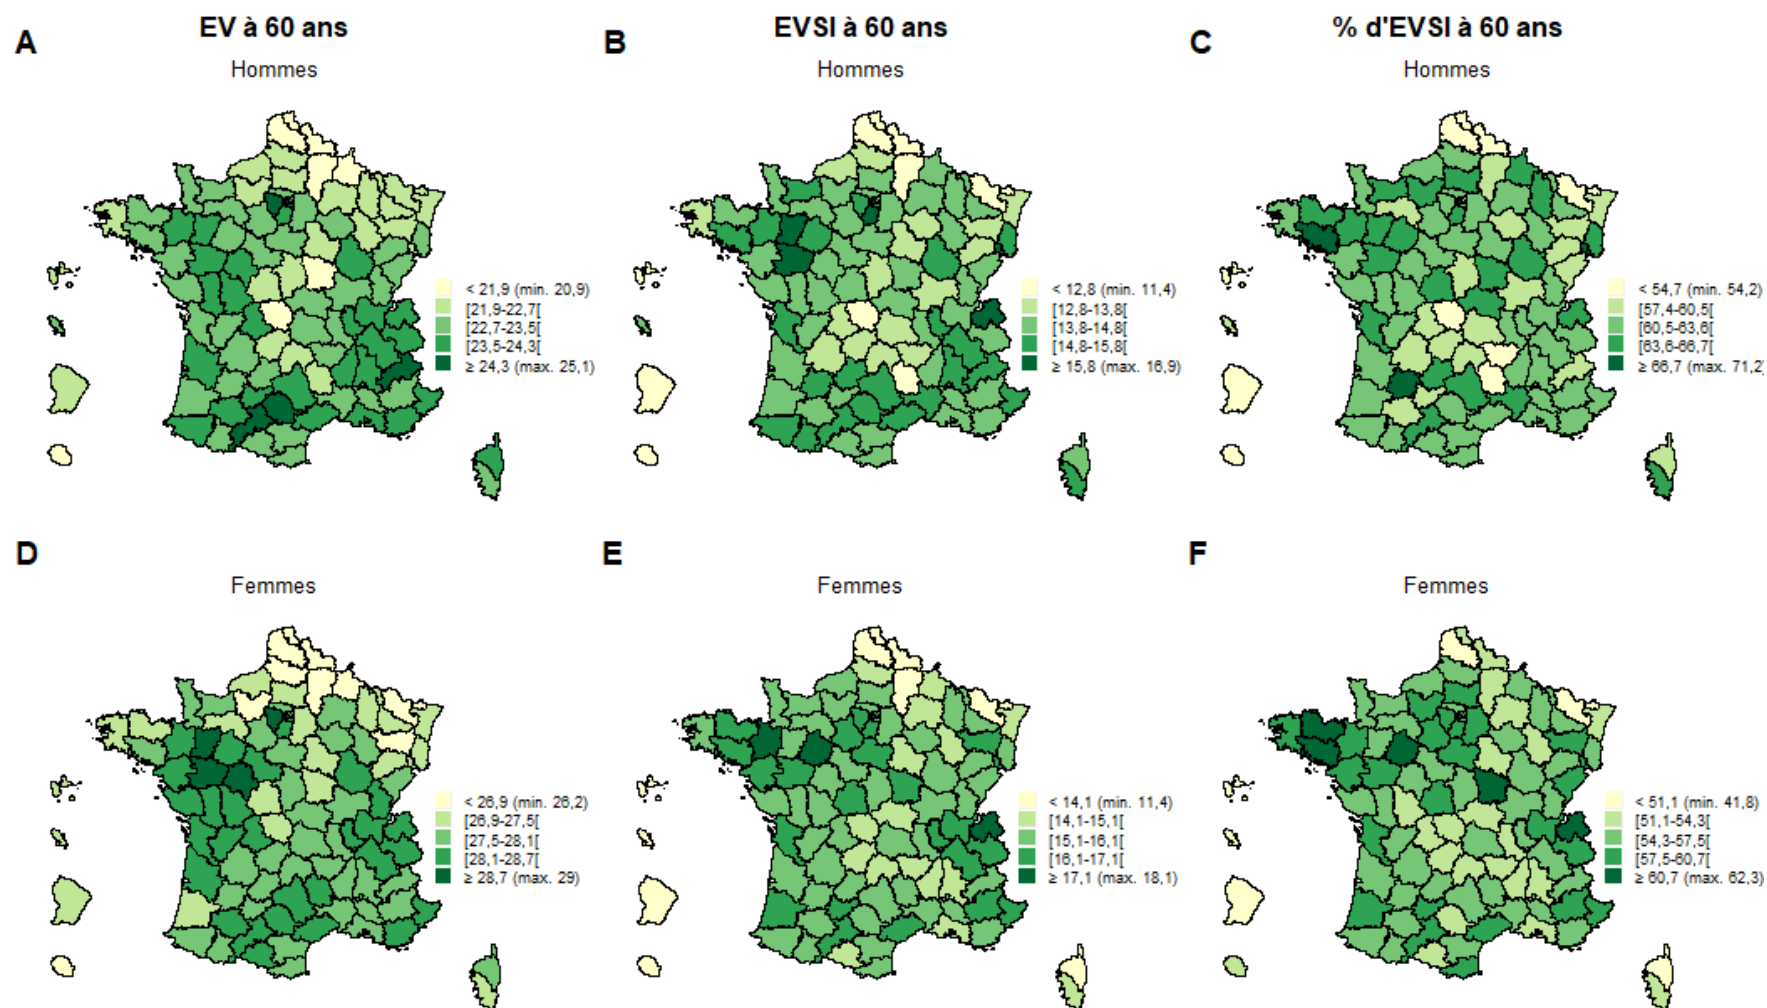 A
EV à 60 ans
Hommes
< 21,9 (min. 20,9)
[21,9-22,7[
[22,7-23,5[
[23,5-24,3[
≥ 24,3 (max. 25,1)
B
EVSI à 60 ans
Hommes
< 12,8 (min. 11,4)
[12,8-13,8[
[13,8-14,8[
[14,8-15,8[
≥ 15,8 (max. 16,9)
C
% d'EVSI à 60 ans
Hommes
< 54,7 (min. 54,2)
[57,4-60,5[
[60,5-63,6[
[63,6-66,7[
≥ 66,7 (max. 71,2)
D
Femmes
< 26,9 (min. 26,2)
[26,9-27,5[
[27,5-28,1[
[28,1-28,7[
≥ 28,7 (max. 29)
E
Femmes
< 14,1 (min. 11,4)
[14,1-15,1[
[15,1-16,1[
[16,1-17,1[
≥ 17,1 (max. 18,1)
F
Femmes
< 51,1 (min. 41,8)
[51,1-54,3[
[54,3-57,5[
[57,5-60,7[
≥ 60,7 (max. 62,3)